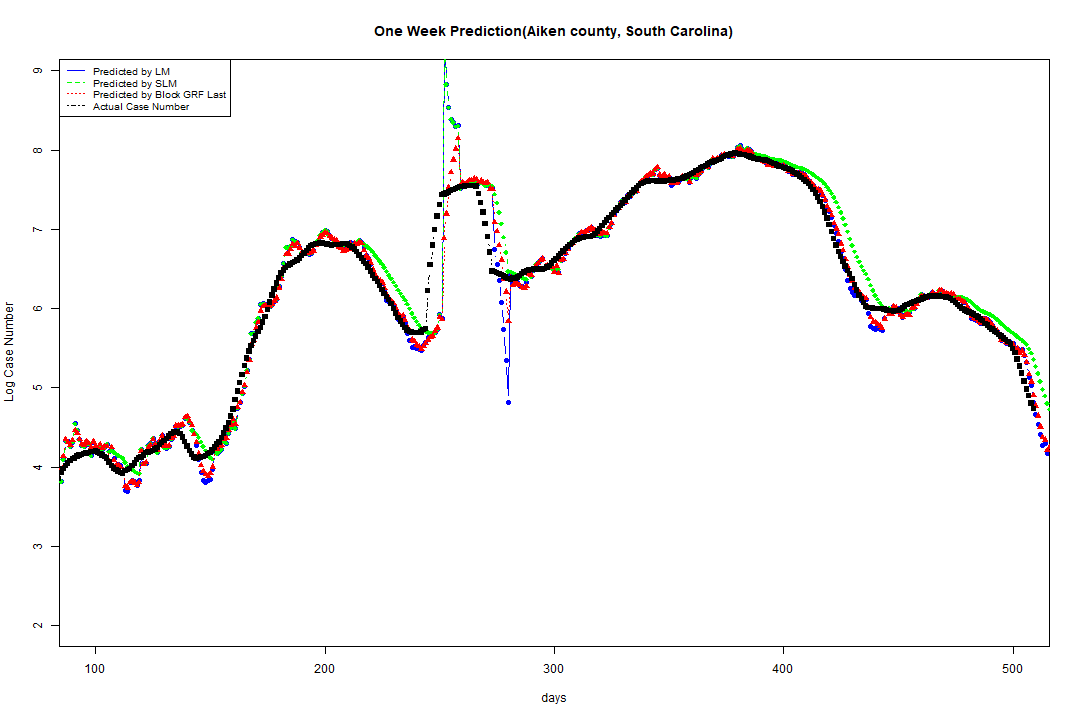 One Week Prediction(Aiken county, South Carolina)
Predicted by LM
Predicted by SLM
Predicted by Block GRF Last
Actual Case Number
Log Case Number
9
8
7
6
5
4
3
2
100 200 300 400 500
days